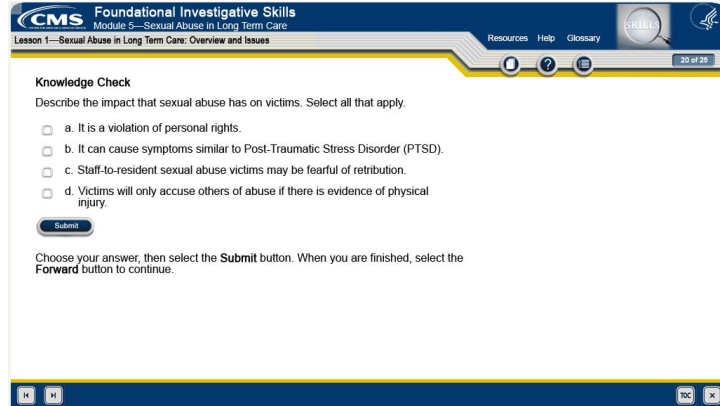 CMS
Foundational Investigative Skills
Module 5—Sexual Abuse in Long Term Care
SKILLS
Lesson 1—Sexual Abuse in Long Term Care: Overview and Issues
Resources Help Glossary
20 of 25
Knowledge Check
Describe the impact that sexual abuse has on victims. Select all that apply.
a. It is a violation of personal rights.
b. It can cause symptoms similar to Post-Traumatic Stress Disorder (PTSD).
c. Staff-to-resident sexual abuse victims may be fearful of retribution.
d. Victims will only accuse others of abuse if there is evidence of physical
injury.
Submit
Choose your answer, then select the Submit button. When you are finished, select the
Forward button to continue.
TOC